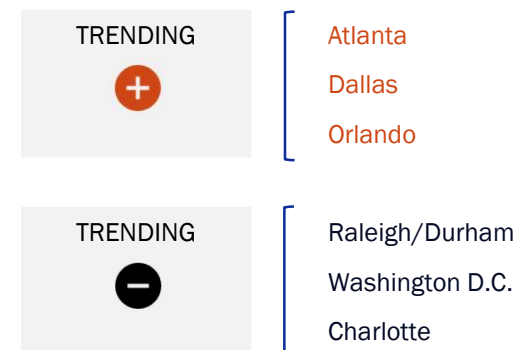 TRENDING
Atlanta
Dallas
Orlando
TRENDING
Raleigh/Durham
Washington D.C.
Charlotte